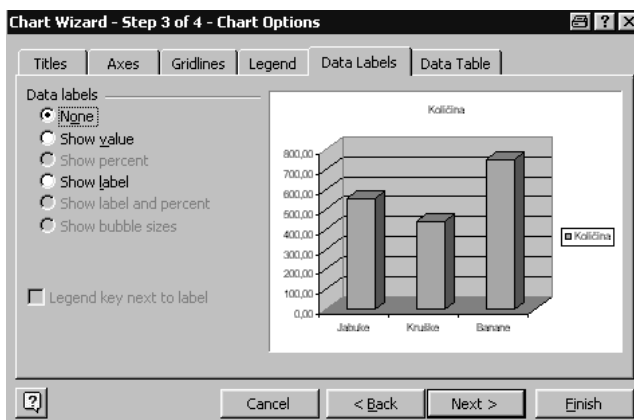 Chart Wizard - Step 3 of 4 - Chart Options
Titles Axes Gridlines Legend Data Labels Data Table
Data labels
None
Show value
Show percent
Show label
Show label and percent
Show bubble sizes
Legend key next to label
Količina
800,00
700,00
600,00
500,00
400,00
300,00
200,00
100,00
0,00
Jabuke Kruške Banane
Količina
Cancel < Back Next > Finish